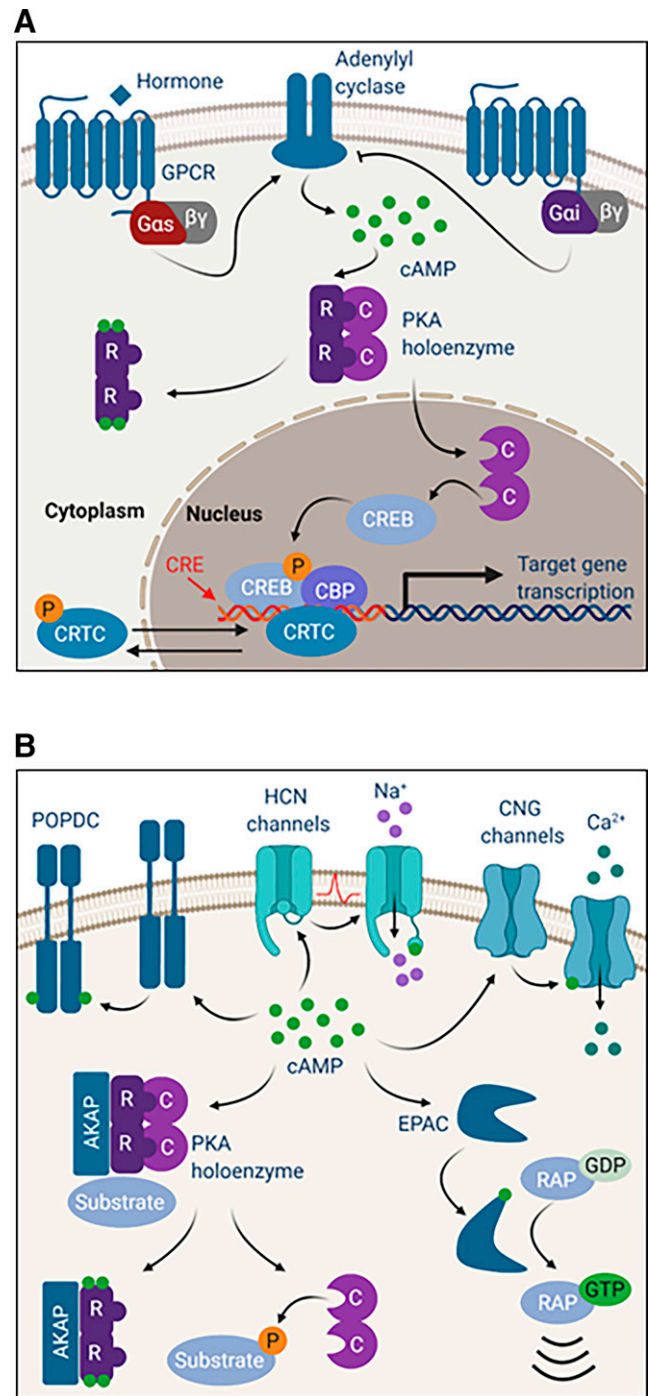 A
Hormone
Adenylyl
cyclase
GPCR
Gαs
βγ
Gαi
βγ
cAMP
R
C
R
C
PKA
holoenzyme
R
R
C
C
Cytoplasm
Nucleus
CREB
CRE
P
CREB
CBP
Target gene
transcription
P
CRTC
CRTC
B
POPDC
HCN
channels
Na⁺
CNG
channels
Ca²⁺
cAMP
AKAP
R
C
R
C
PKA
holoenzyme
Substrate
EPAC
RAP
GDP
RAP
GTP
AKAP
R
R
Substrate
P
C
C